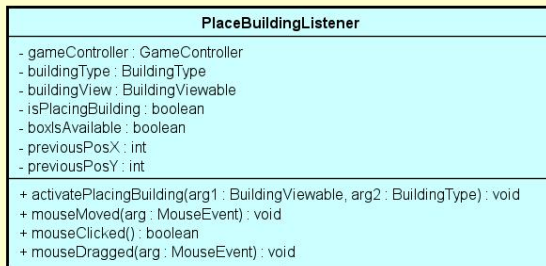 PlaceBuildingListener
- gameController : GameController
- buildingType : BuildingType
- buildingView : BuildingViewable
- isPlacingBuilding : boolean
- boxIsAvailable : boolean
- previousPosX : int
- previousPosY : int
+ activatePlacingBuilding(arg1 : BuildingViewable, arg2 : BuildingType) : void
+ mouseMoved(arg : MouseEvent) : void
+ mouseClicked() : boolean
+ mouseDragged(arg : MouseEvent) : void